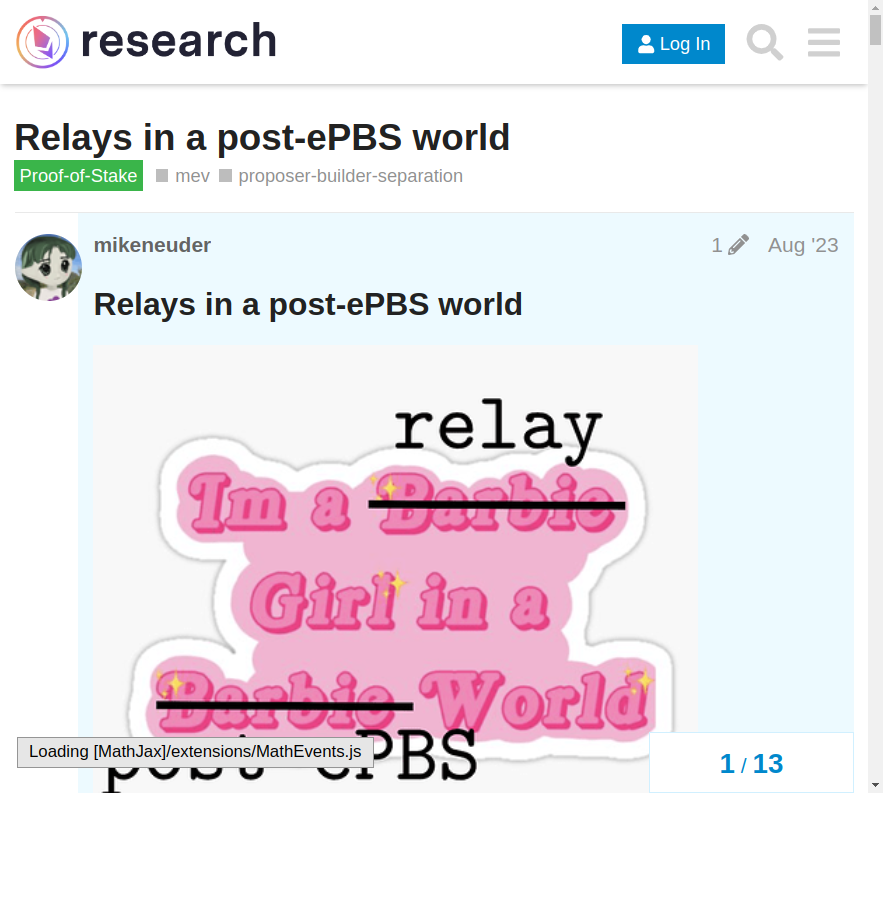 research
Log In
Relays in a post-ePBS world
Proof-of-Stake mev proposer-builder-separation
mikeneuder 1 Aug '23
Relays in a post-ePBS world
relay
Im a Barbie
Girl in a
Barbie World
post-ePBS
Loading [MathJax]/extensions/MathEvents.js
1 / 13